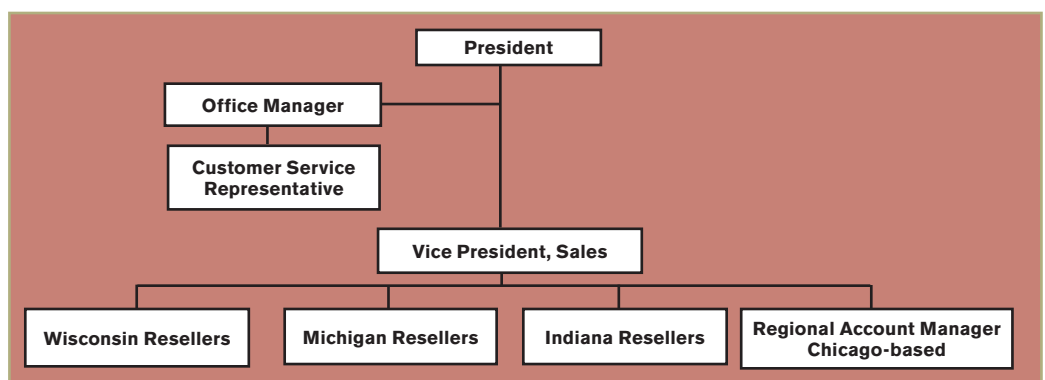 President
Office Manager
Customer Service
Representative
Vice President, Sales
Wisconsin Resellers
Michigan Resellers
Indiana Resellers
Regional Account Manager
Chicago-based